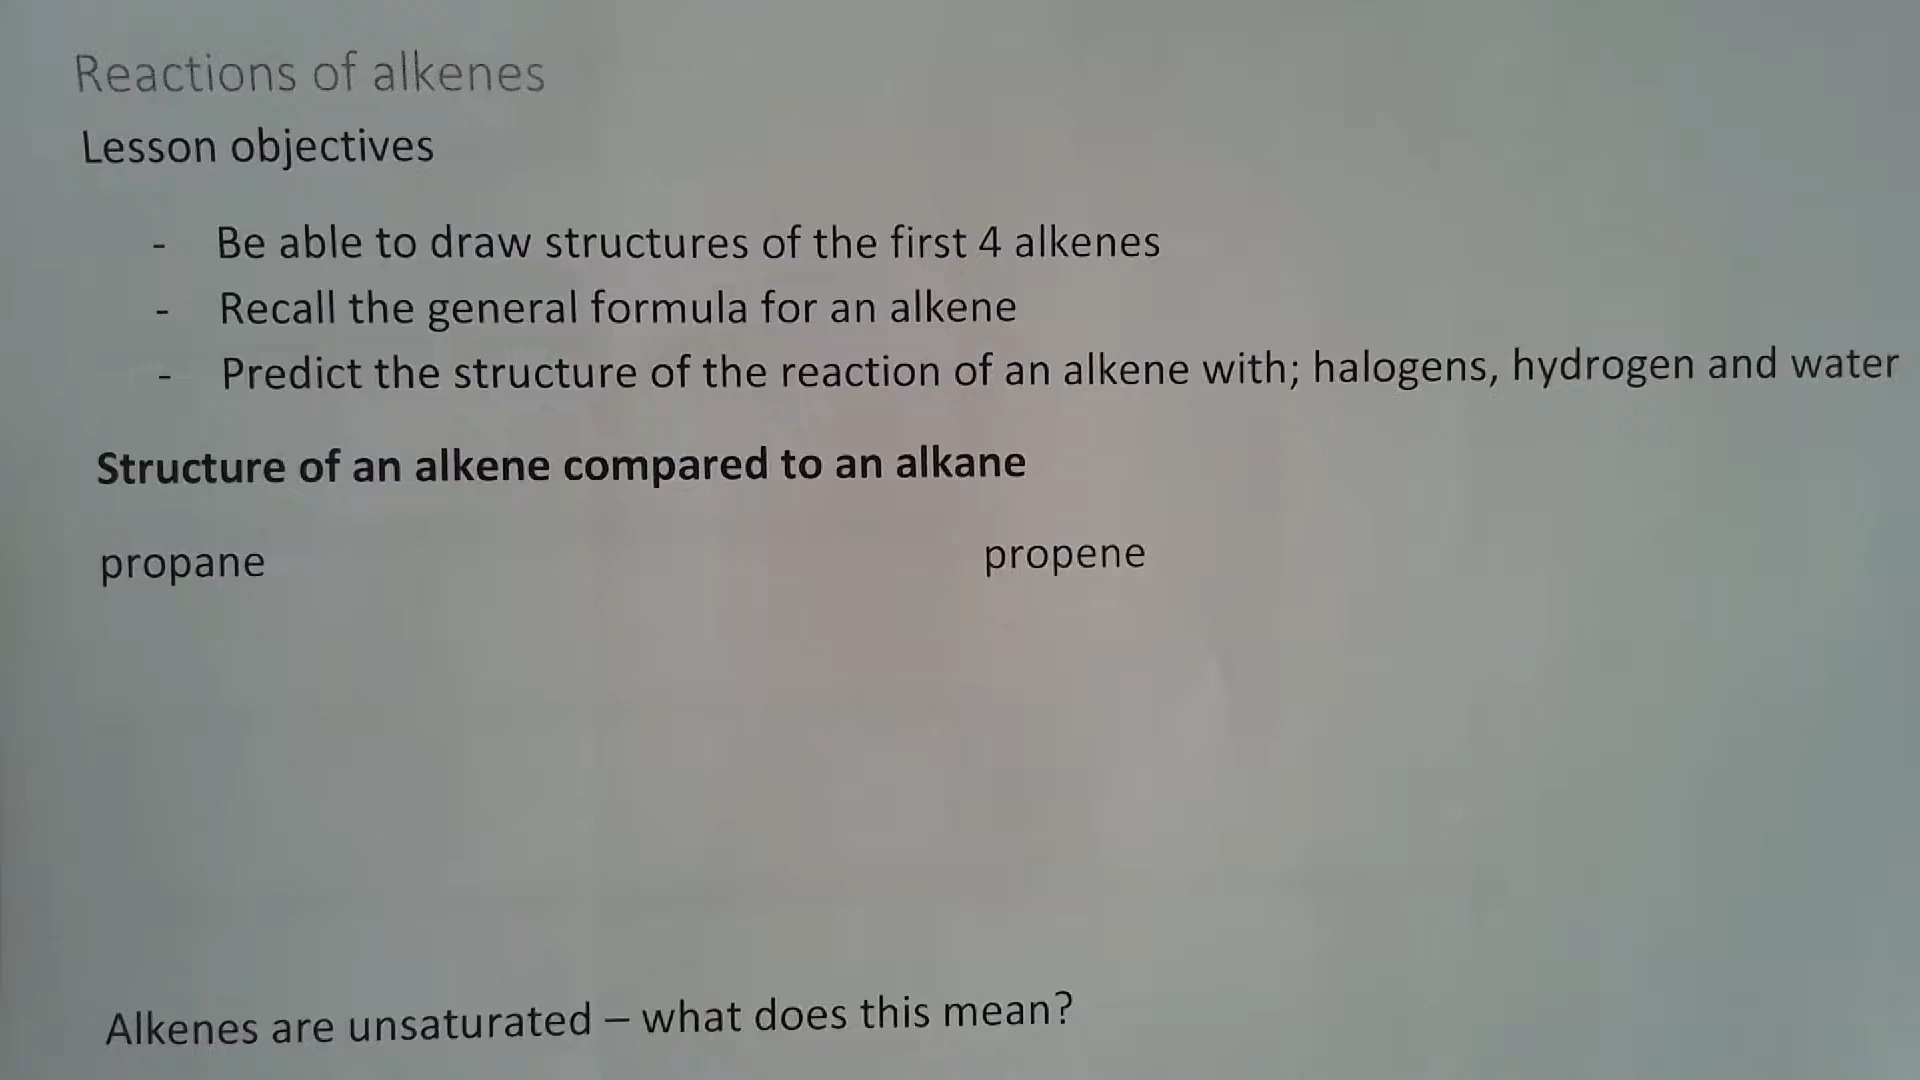 Reactions of alkenes
Lesson objectives
- Be able to draw structures of the first 4 alkenes
- Recall the general formula for an alkene
- Predict the structure of the reaction of an alkene with; halogens, hydrogen and water
Structure of an alkene compared to an alkane
propane propene
Alkenes are unsaturated – what does this mean?